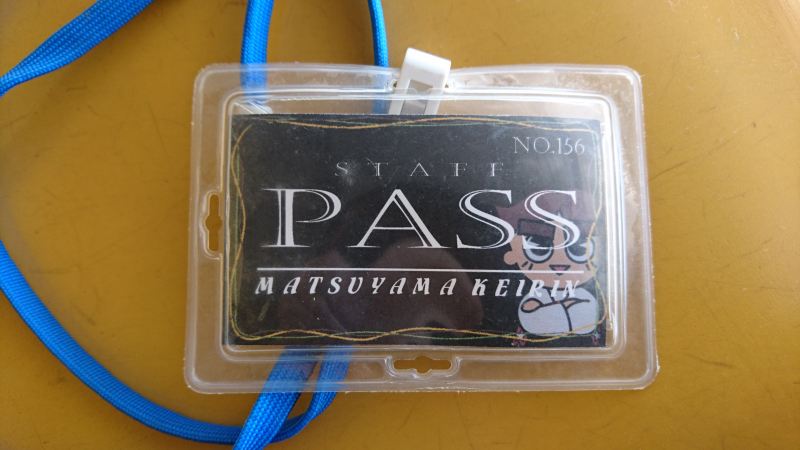 NO.156
STAFF
PASS
MATSUYAMA KEIRIN